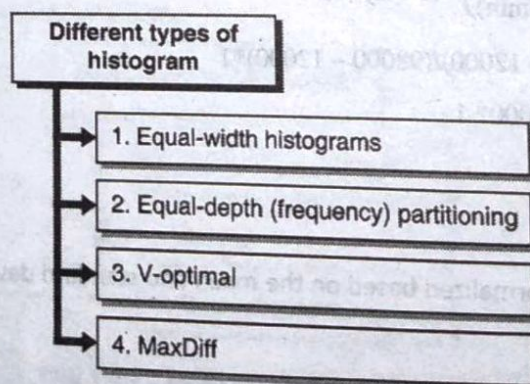 Different types of
histogram
1. Equal-width histograms
2. Equal-depth (frequency) partitioning
3. V-optimal
4. MaxDiff